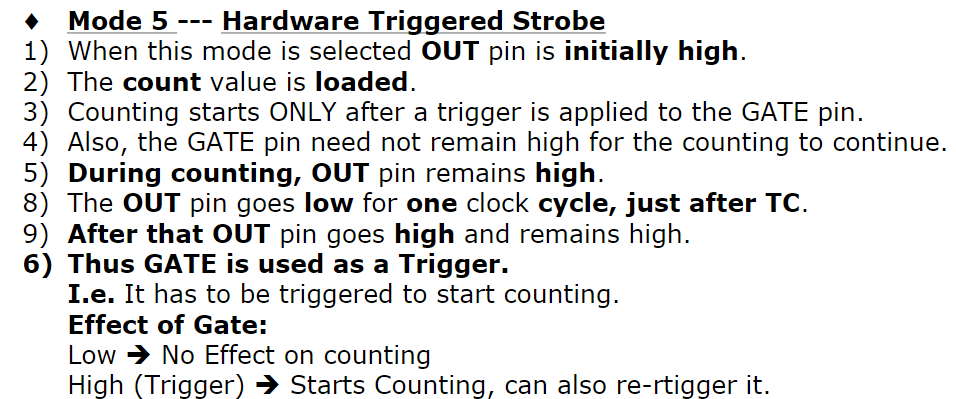 ♦ Mode 5 --- Hardware Triggered Strobe
1) When this mode is selected OUT pin is initially high.
2) The count value is loaded.
3) Counting starts ONLY after a trigger is applied to the GATE pin.
4) Also, the GATE pin need not remain high for the counting to continue.
5) During counting, OUT pin remains high.
8) The OUT pin goes low for one clock cycle, just after TC.
9) After that OUT pin goes high and remains high.
6) Thus GATE is used as a Trigger.
I.e. It has to be triggered to start counting.
Effect of Gate:
Low ➔ No Effect on counting
High (Trigger) ➔ Starts Counting, can also re-rtigger it.